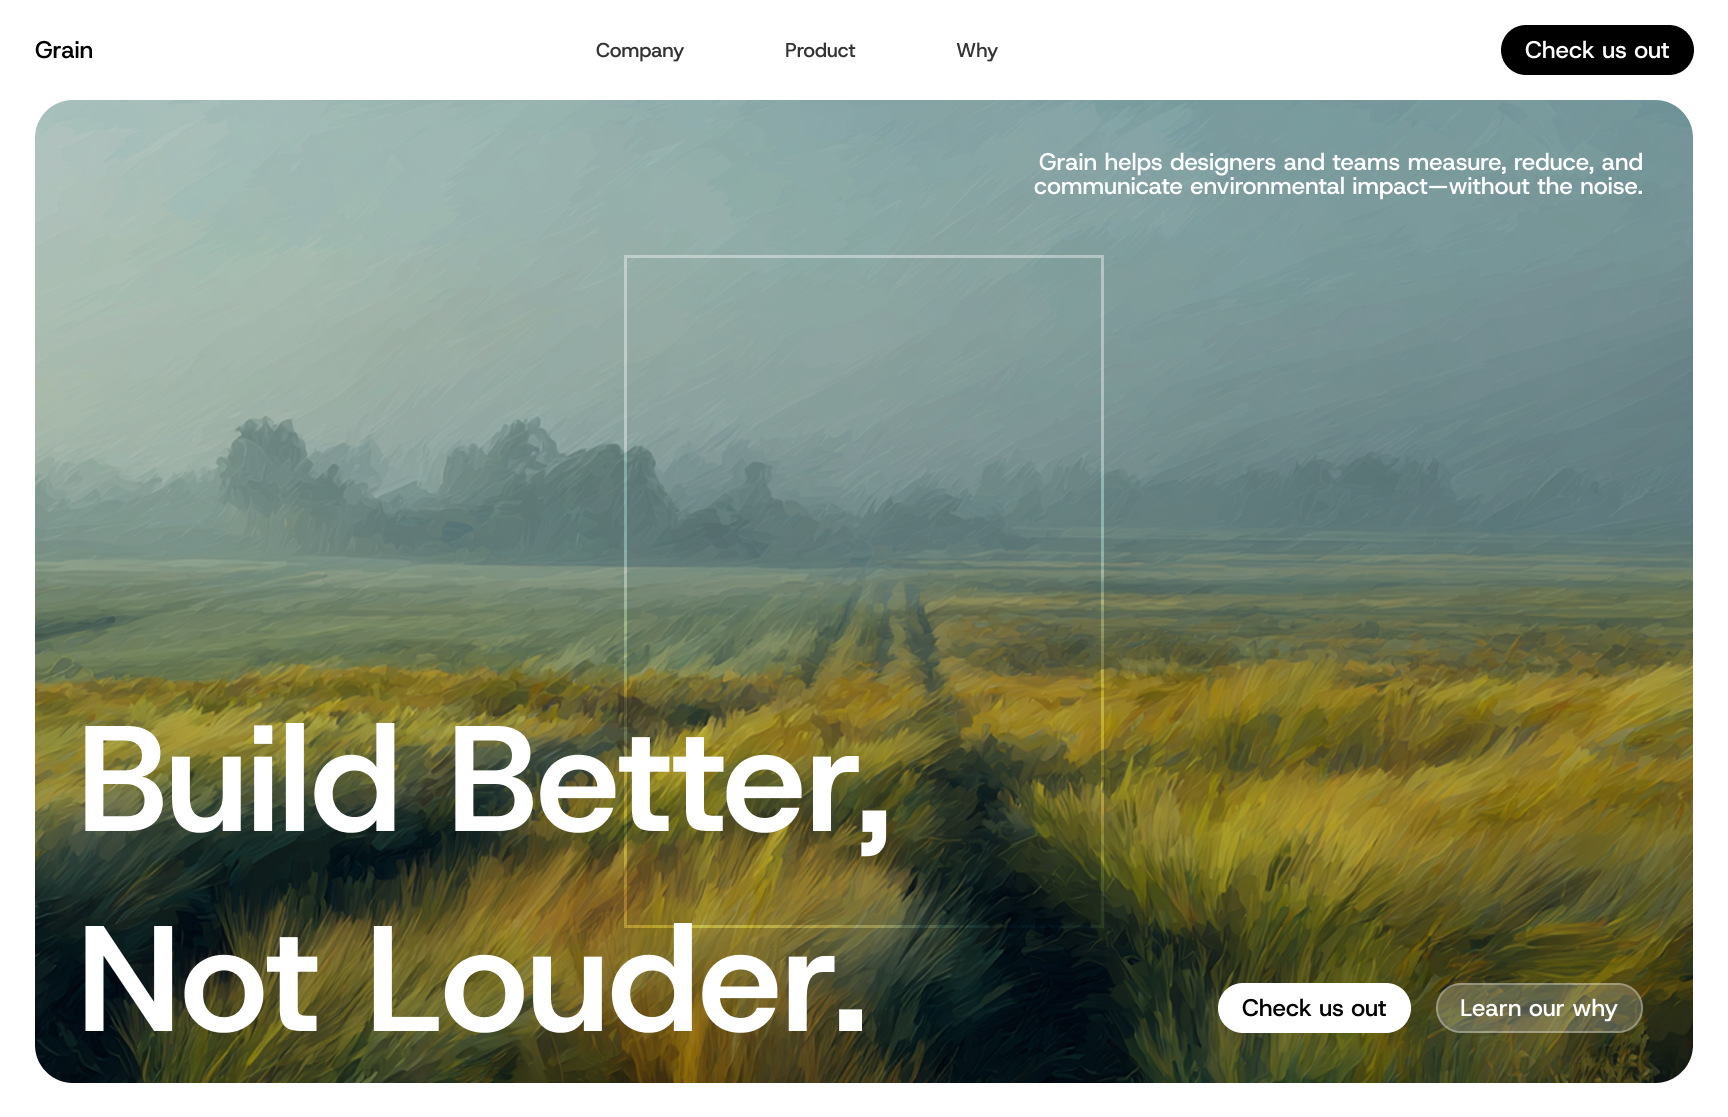 Grain
Company
Product
Why
Check us out
Grain helps designers and teams measure, reduce, and
communicate environmental impact—without the noise.
Build Better,
Not Louder.
Check us out
Learn our why